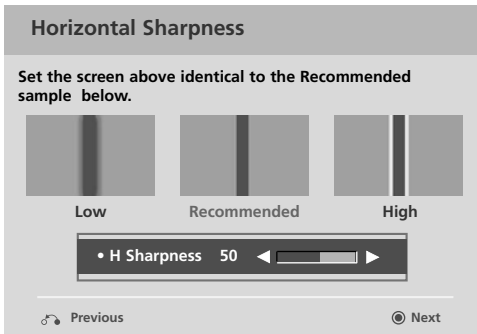 Horizontal Sharpness
Set the screen above identical to the Recommended
sample below.
Low Recommended High
• H Sharpness 50
Previous Next